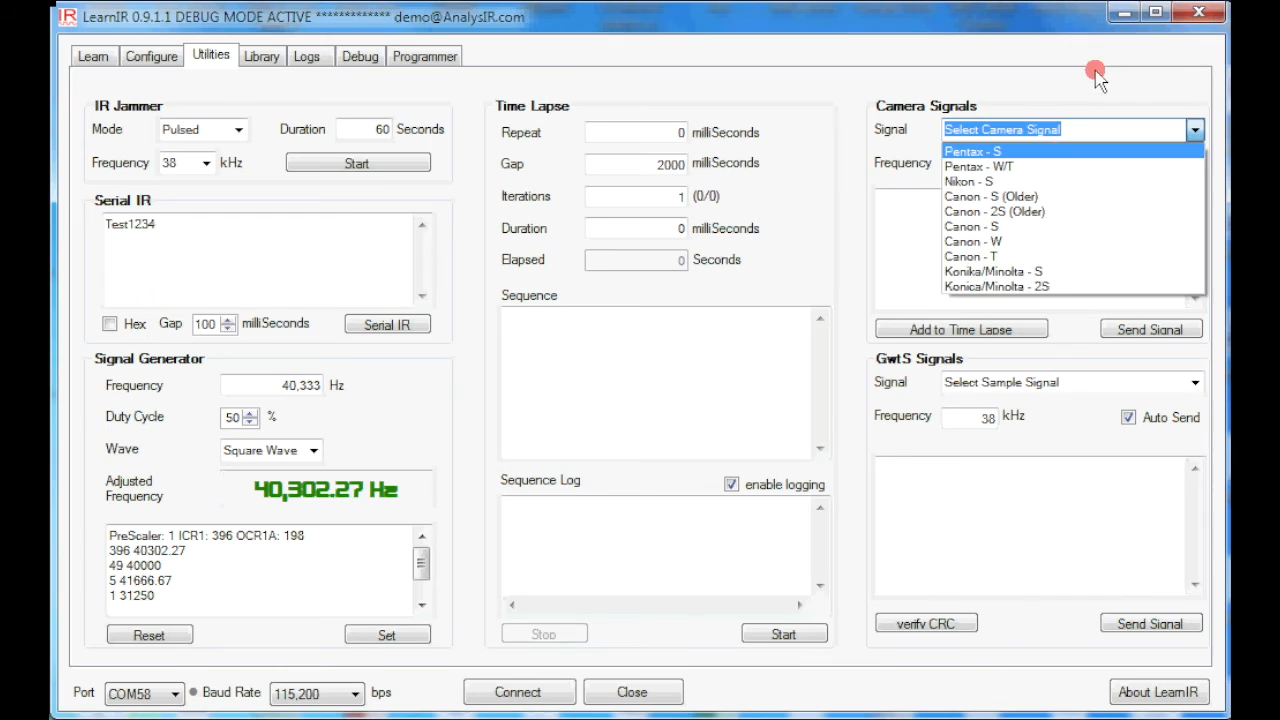 LearnIR 0.9.1.1 DEBUG MODE ACTIVE ************* demo@AnalysIR.com
Learn Configure Utilities Library Logs Debug Programmer
IR Jammer
Mode Pulsed Duration 60 Seconds
Frequency 38 kHz Start
Serial IR
Test1234
Hex Gap 100 milliSeconds Serial IR
Signal Generator
Frequency 40,333 Hz
Duty Cycle 50 %
Wave Square Wave
Adjusted
Frequency
40,302.27 Hz
PreScaler: 1 ICR1: 396 OCR1A: 198
396 40302.27
49 40000
5 41666.67
1 31250
Reset Set
Time Lapse
Repeat 0 milliSeconds
Gap 2000 milliSeconds
Iterations 1 (0/0)
Duration 0 milliSeconds
Elapsed 0 Seconds
Sequence
Sequence Log enable logging
Stop Start
Camera Signals
Signal Select Camera Signal
Frequency
Pentax - S
Pentax - W/T
Nikon - S
Canon - S (Older)
Canon - 2S (Older)
Canon - S
Canon - W
Canon - T
Konika/Minolta - S
Konica/Minolta - 2S
Add to Time Lapse Send Signal
GwtS Signals
Signal Select Sample Signal
Frequency 38 kHz Auto Send
verify CRC Send Signal
Port COM58 Baud Rate 115,200 bps Connect Close About LearnIR